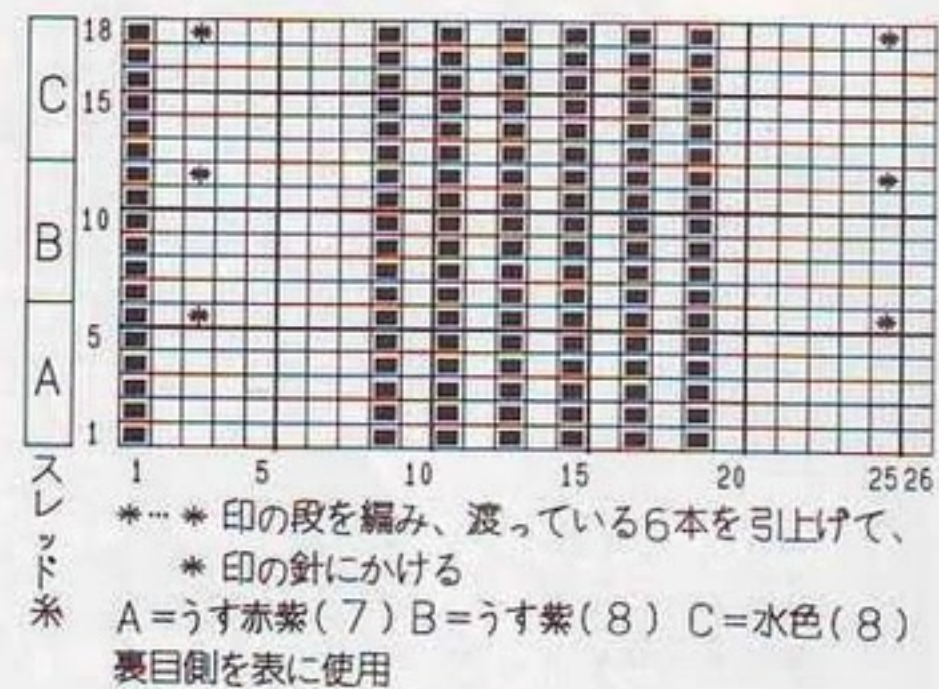 18
C
15
B
10
A
5
1
1 5 10 15 20 25 26
スレッド糸
＊…＊印の段を編み、渡っている6本を引上げて、
＊印の針にかける
A=うす赤紫(7) B=うす紫(8) C=水色(8)
裏目側を表に使用